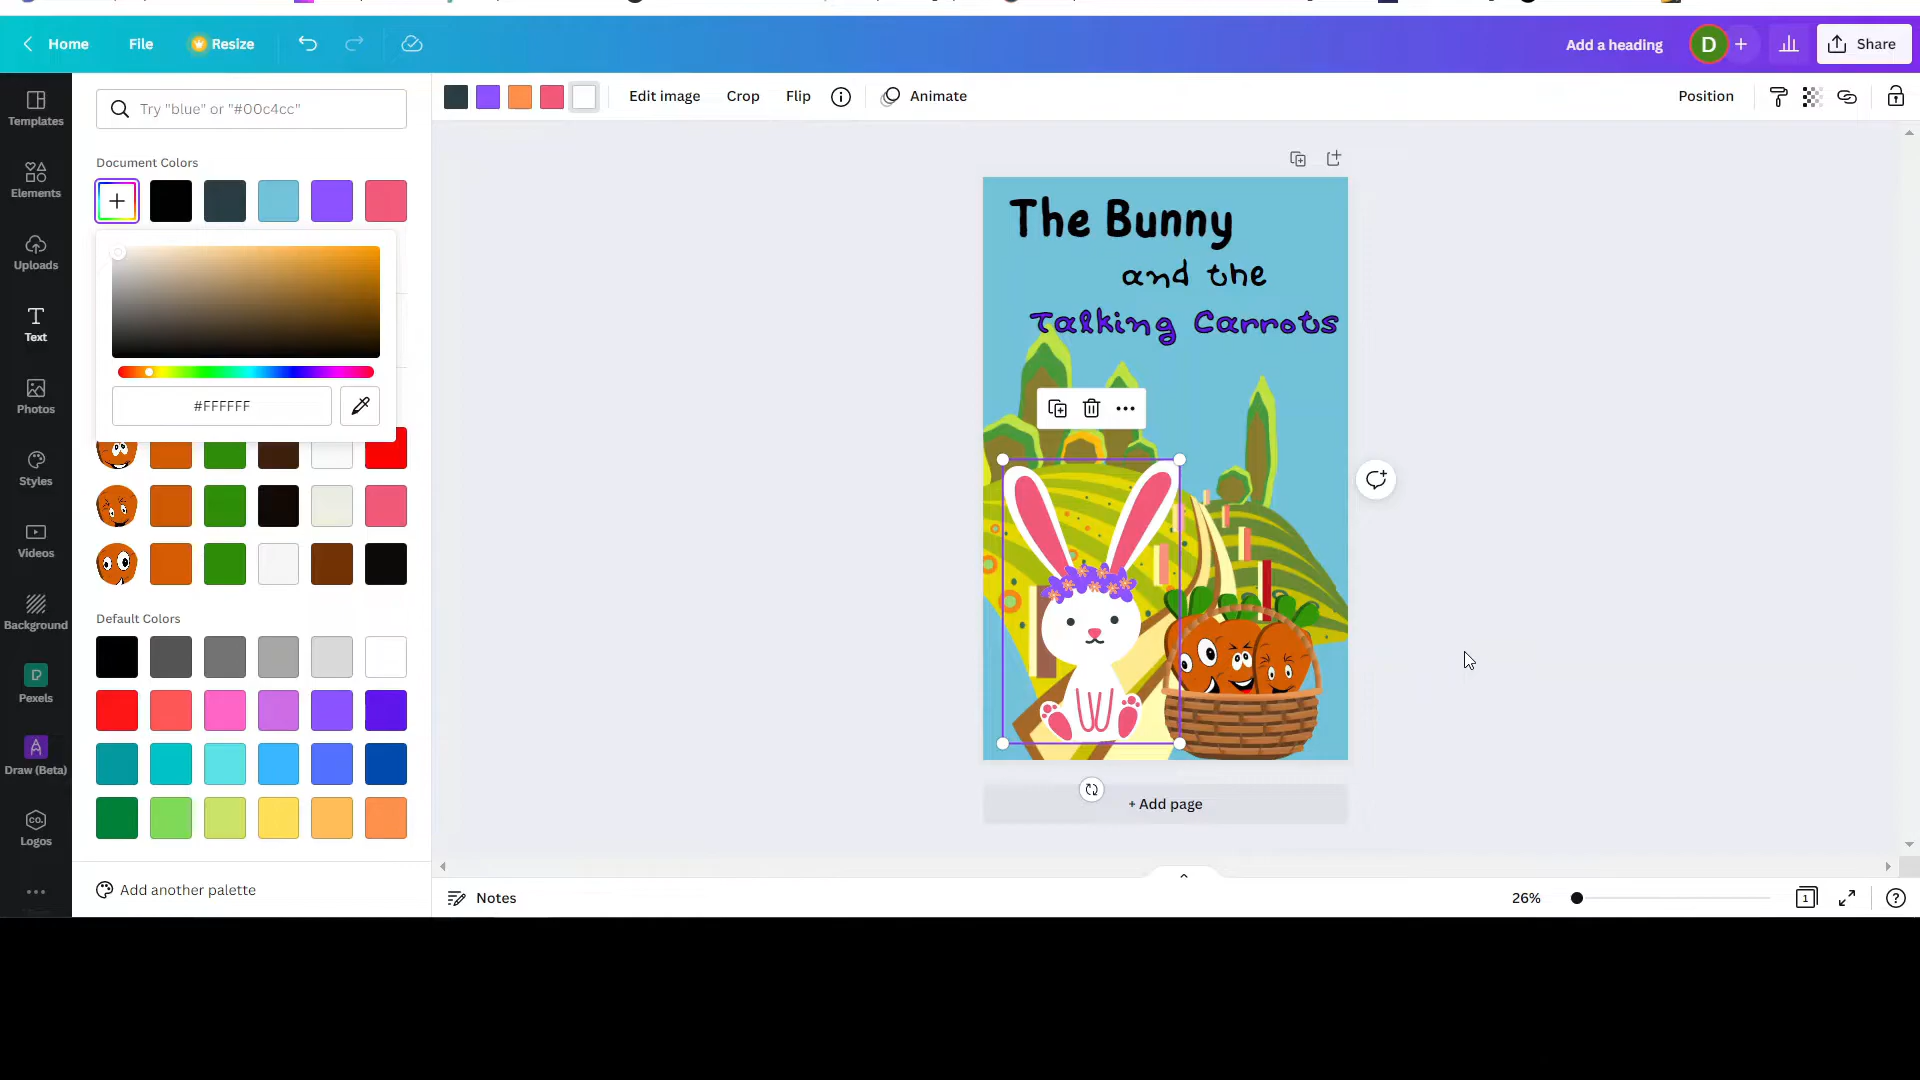 Home
File
Resize
Add a heading
D
Share
Templates
Elements
Uploads
Text
Photos
Styles
Videos
Background
Pexels
Draw (Beta)
Logos
Try "blue" or "#00c4cc"
Document Colors
#FFFFFF
Default Colors
Add another palette
Edit image
Crop
Flip
Animate
Position
The Bunny
and the
Talking Carrots
+ Add page
Notes
26%
1